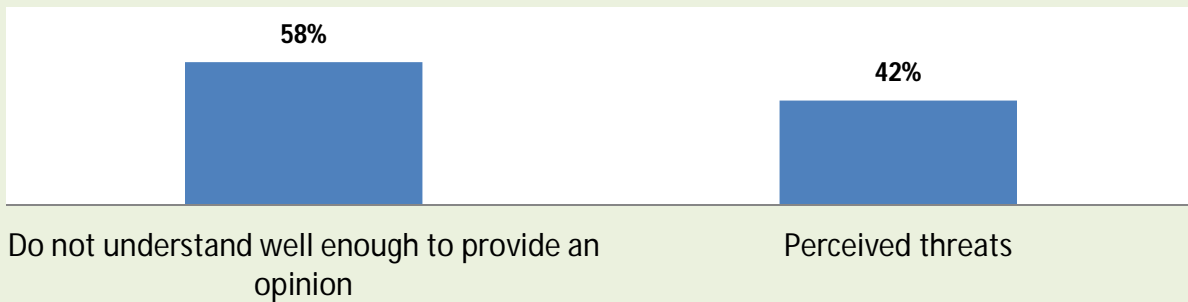 58%
42%
Do not understand well enough to provide an
opinion
Perceived threats